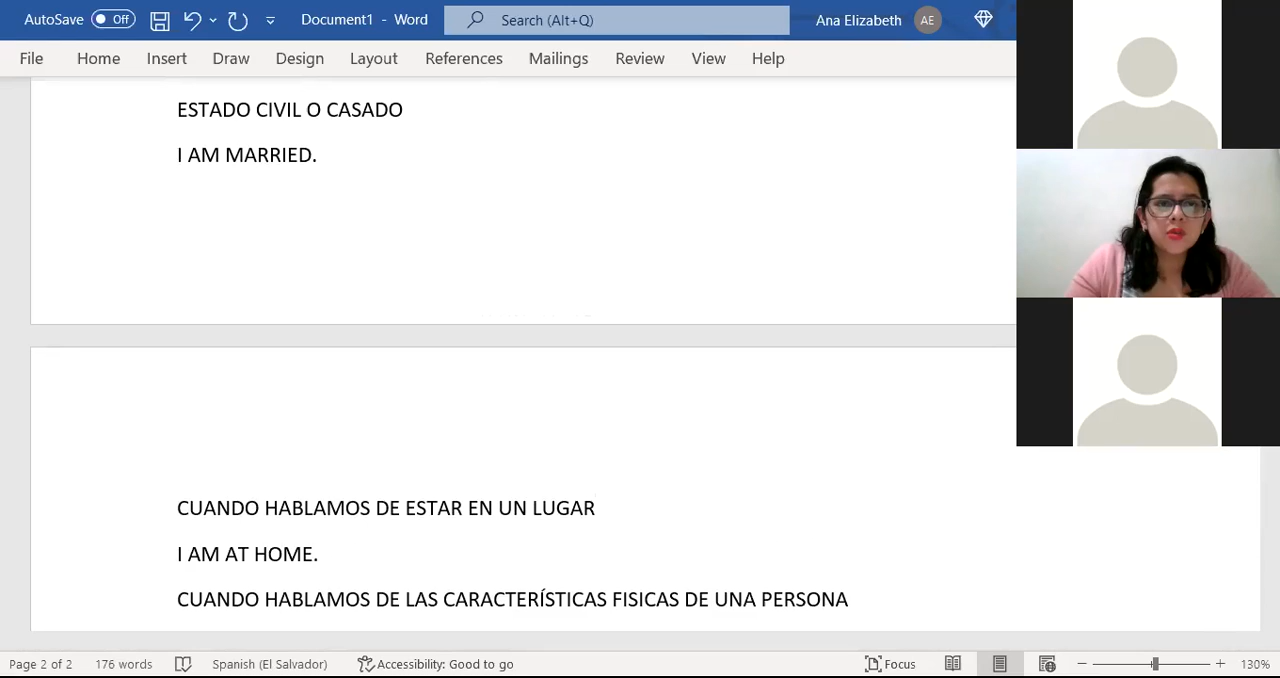 AutoSave Off Document1 - Word Search (Alt+Q) Ana Elizabeth AE
File Home Insert Draw Design Layout References Mailings Review View Help
ESTADO CIVIL O CASADO
I AM MARRIED.
CUANDO HABLAMOS DE ESTAR EN UN LUGAR
I AM AT HOME.
CUANDO HABLAMOS DE LAS CARACTERÍSTICAS FISICAS DE UNA PERSONA
Page 2 of 2 176 words Spanish (El Salvador) Accessibility: Good to go Focus 130%